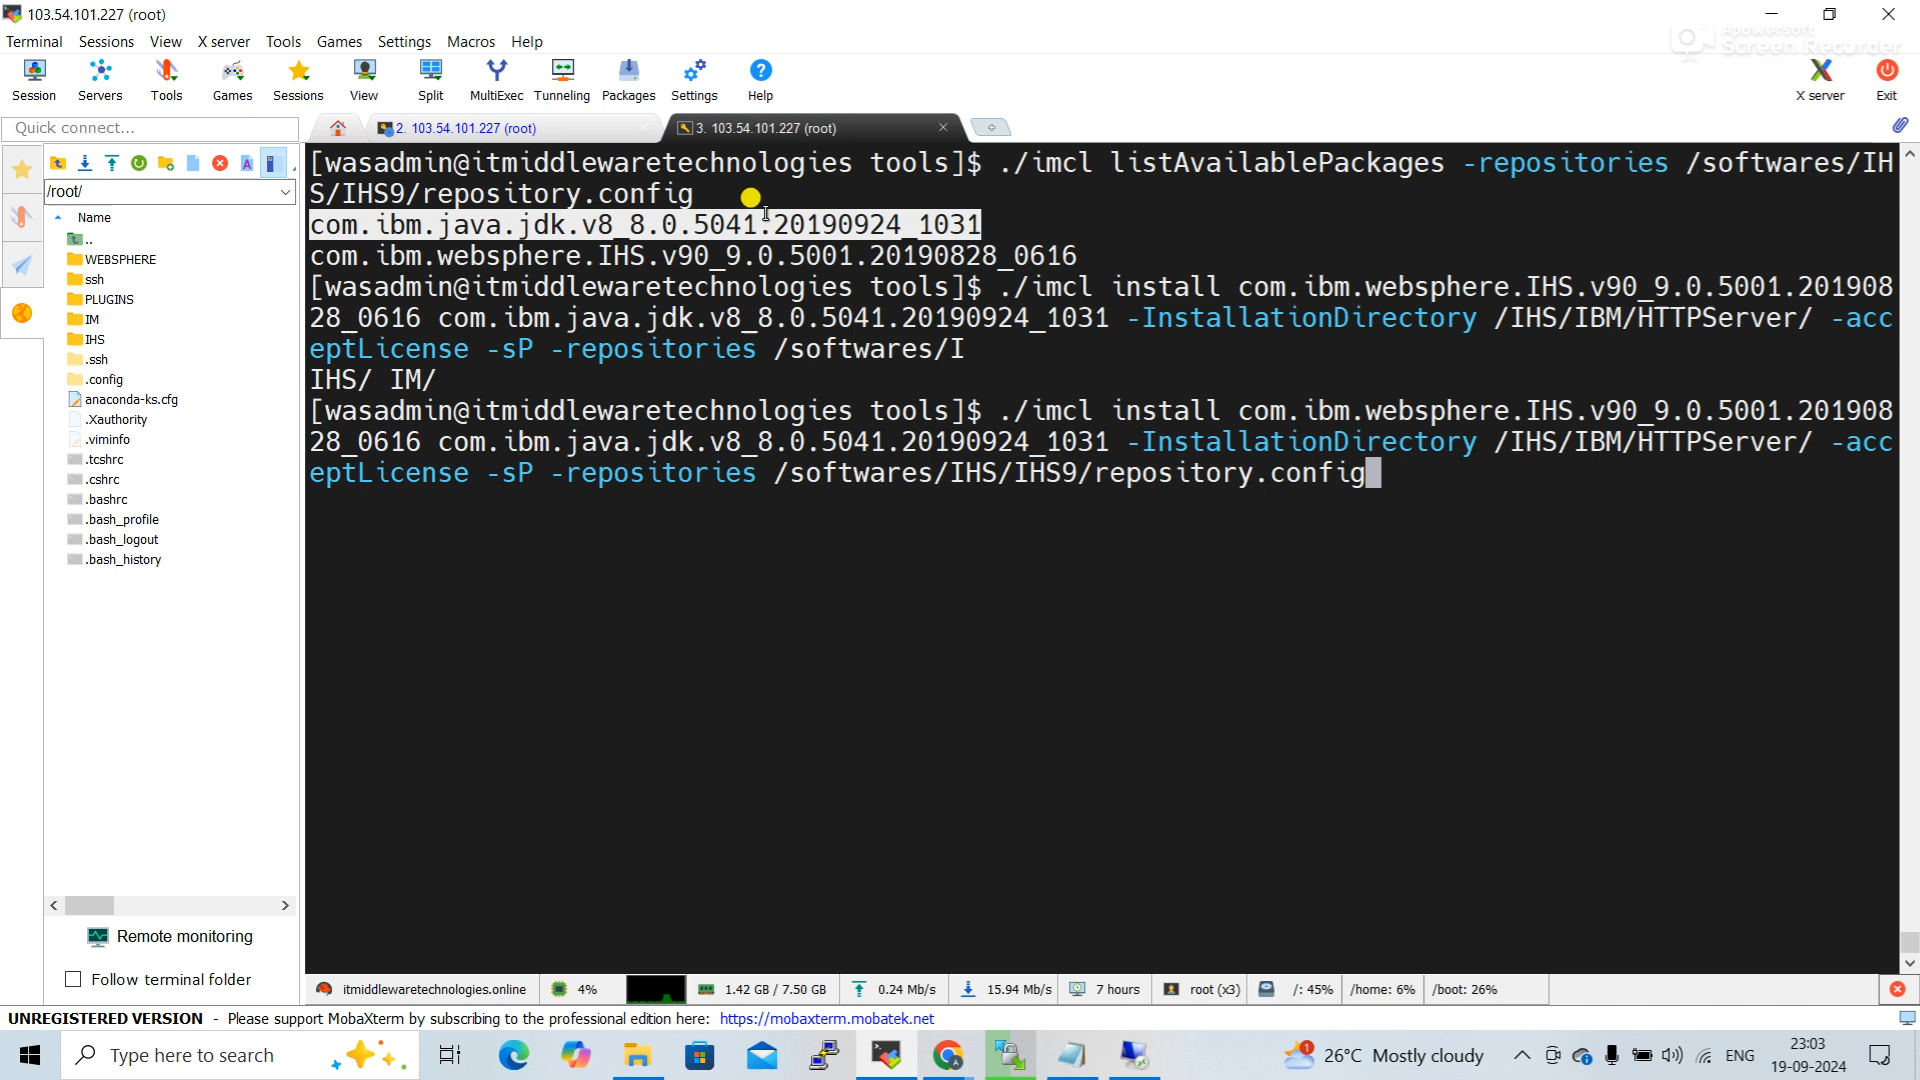 103.54.101.227 (root)
Terminal Sessions View X server Tools Games Settings Macros Help
Apowersoft
Screen Recorder
Session Servers Tools Games Sessions View Split MultiExec Tunneling Packages Settings Help X server Exit
Quick connect...
2. 103.54.101.227 (root)
3. 103.54.101.227 (root)
/root/
Name
..
WEBSPHERE
ssh
PLUGINS
IM
IHS
.ssh
.config
anaconda-ks.cfg
.Xauthority
.viminfo
.tcshrc
.cshrc
.bashrc
.bash_profile
.bash_logout
.bash_history
Remote monitoring
Follow terminal folder
[wasadmin@itmiddlewaretechnologies tools]$ ./imcl listAvailablePackages -repositories /softwares/IH
S/IHS9/repository.config
com.ibm.java.jdk.v8_8.0.5041.20190924_1031
com.ibm.websphere.IHS.v90_9.0.5001.20190828_0616
[wasadmin@itmiddlewaretechnologies tools]$ ./imcl install com.ibm.websphere.IHS.v90_9.0.5001.201908
28_0616 com.ibm.java.jdk.v8_8.0.5041.20190924_1031 -InstallationDirectory /IHS/IBM/HTTPServer/ -acc
eptLicense -sP -repositories /softwares/I
IHS/ IM/
[wasadmin@itmiddlewaretechnologies tools]$ ./imcl install com.ibm.websphere.IHS.v90_9.0.5001.201908
28_0616 com.ibm.java.jdk.v8_8.0.5041.20190924_1031 -InstallationDirectory /IHS/IBM/HTTPServer/ -acc
eptLicense -sP -repositories /softwares/IHS/IHS9/repository.config
itmiddlewaretechnologies.online 4% 1.42 GB / 7.50 GB 0.24 Mb/s 15.94 Mb/s 7 hours root (x3) /: 45% /home: 6% /boot: 26%
UNREGISTERED VERSION - Please support MobaXterm by subscribing to the professional edition here: https://mobaxterm.mobatek.net
Type here to search
1
26°C Mostly cloudy
ENG
23:03
19-09-2024